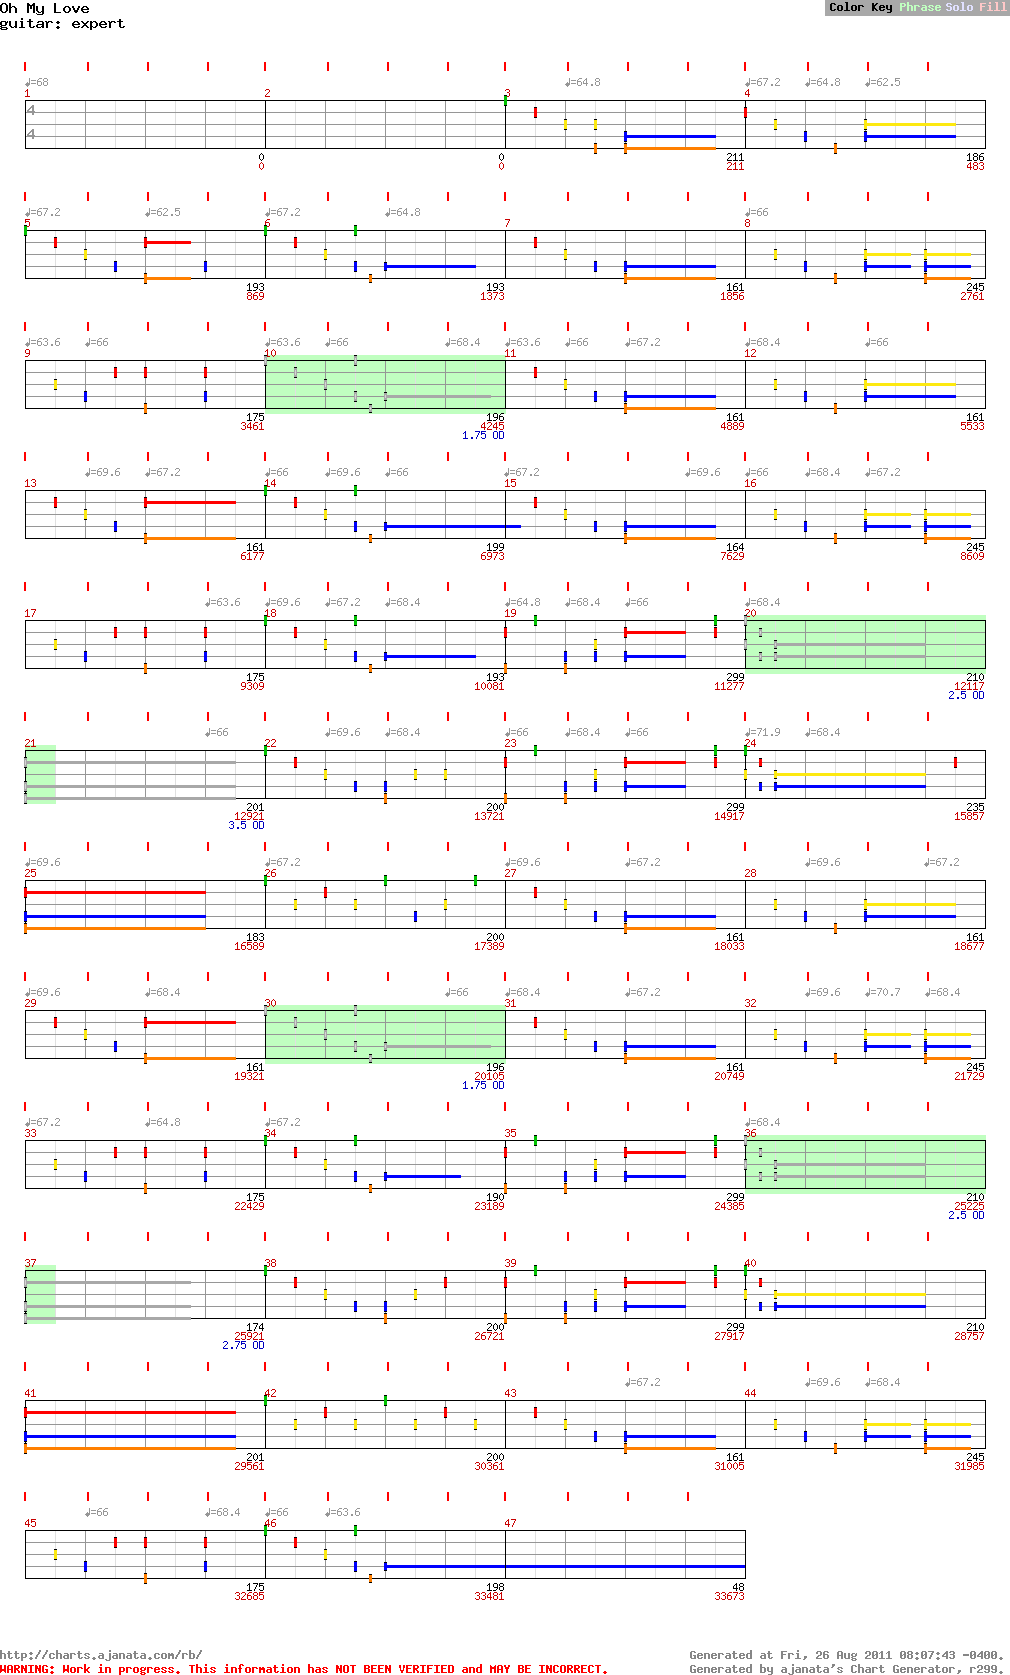 Oh My Love
Color Key Phrase Solo Fill
guitar: expert
♩=68 ♩=64.8 ♩=67.2 ♩=64.8 ♩=62.5
1 2 3 4
4
4
0 0 211 186
0 0 211 483
♩=67.2 ♩=62.5 ♩=67.2 ♩=64.8 ♩=66
5 6 7 8
193 193 161 245
869 1373 1856 2761
♩=63.6 ♩=66 ♩=63.6 ♩=66 ♩=68.4 ♩=63.6 ♩=66 ♩=67.2 ♩=68.4 ♩=66
9 10 11 12
175 196 161 161
3461 4245 4889 5533
1.75 OD
♩=69.6 ♩=67.2 ♩=66 ♩=69.6 ♩=66 ♩=67.2 ♩=69.6 ♩=66 ♩=68.4 ♩=67.2
13 14 15 16
161 199 164 245
6177 6973 7629 8609
♩=63.6 ♩=69.6 ♩=67.2 ♩=68.4 ♩=64.8 ♩=68.4 ♩=66 ♩=68.4
17 18 19 20
175 193 299 210
9309 10081 11277 12117
2.5 OD
♩=66 ♩=69.6 ♩=68.4 ♩=66 ♩=68.4 ♩=66 ♩=71.9 ♩=68.4
21 22 23 24
201 200 299 235
12921 13721 14917 15857
3.5 OD
♩=69.6 ♩=67.2 ♩=69.6 ♩=67.2 ♩=69.6 ♩=67.2
25 26 27 28
183 200 161 161
16589 17389 18033 18677
♩=69.6 ♩=68.4 ♩=66 ♩=68.4 ♩=67.2 ♩=69.6 ♩=70.7 ♩=68.4
29 30 31 32
161 196 161 245
19321 20105 20749 21729
1.75 OD
♩=67.2 ♩=64.8 ♩=67.2 ♩=68.4
33 34 35 36
175 190 299 210
22429 23189 24385 25225
2.5 OD
37 38 39 40
174 200 299 210
25921 26721 27917 28757
2.75 OD
♩=67.2 ♩=69.6 ♩=68.4
41 42 43 44
201 200 161 245
29561 30361 31005 31985
♩=66 ♩=68.4 ♩=66 ♩=63.6
45 46 47
175 198 48
32685 33481 33673
http://charts.ajanata.com/rb/
Generated at Fri, 26 Aug 2011 08:07:43 -0400.
WARNING: Work in progress. This information has NOT BEEN VERIFIED and MAY BE INCORRECT.
Generated by ajanata's Chart Generator, r299.